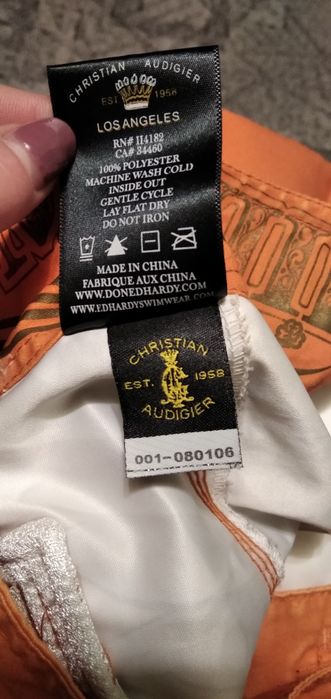 CHRISTIAN AUDIGIER
EST 1958
LOS ANGELES
RN# 114182
CA# 34460
100% POLYESTER
MACHINE WASH COLD
INSIDE OUT
GENTLE CYCLE
LAY FLAT DRY
DO NOT IRON
MADE IN CHINA
FABRIQUE AUX CHINA
WWW.DONEDHARDY.COM
WWW.EDHARDYSWIMWEAR.COM
CHRISTIAN
EST. 1958
AUDIGIER
001-080106